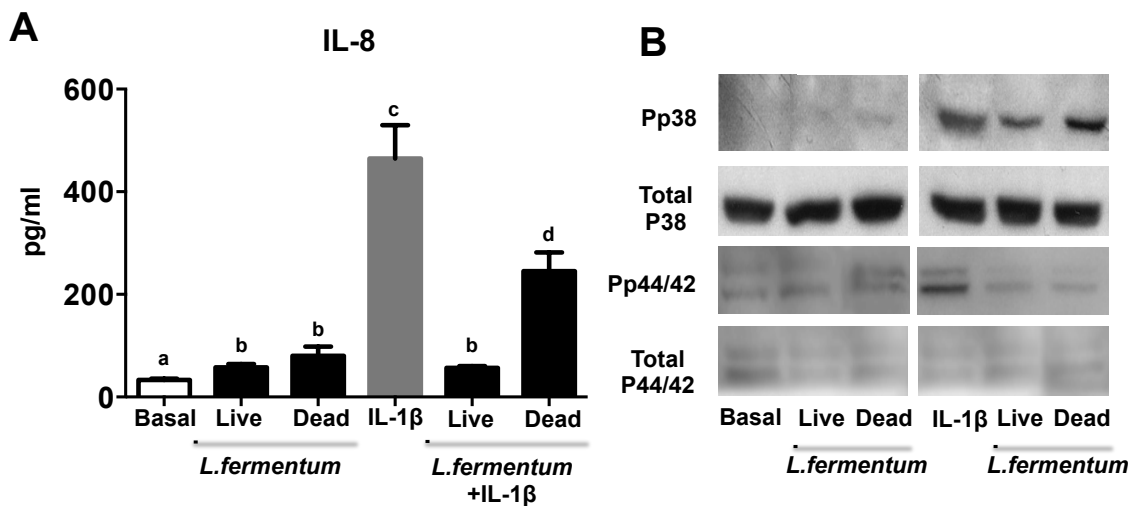 A
IL-8
pg/ml
600
400
200
0
a
b
b
c
b
d
Basal Live Dead IL-1β Live Dead
L.fermentum
L.fermentum
+IL-1β
B
Pp38
Total
P38
Pp44/42
Total
P44/42
Basal Live Dead IL-1β Live Dead
L.fermentum
L.fermentum